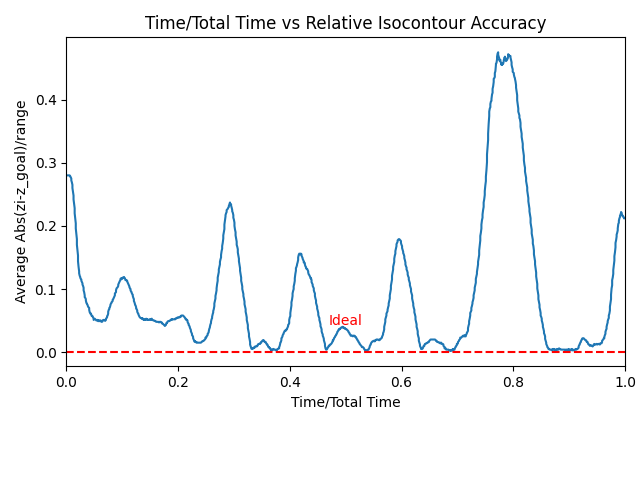 Time/Total Time vs Relative Isocontour Accuracy
Average Abs(zi-z_goal)/range
0.4
0.3
0.2
0.1
0.0
Ideal
0.0 0.2 0.4 0.6 0.8 1.0
Time/Total Time